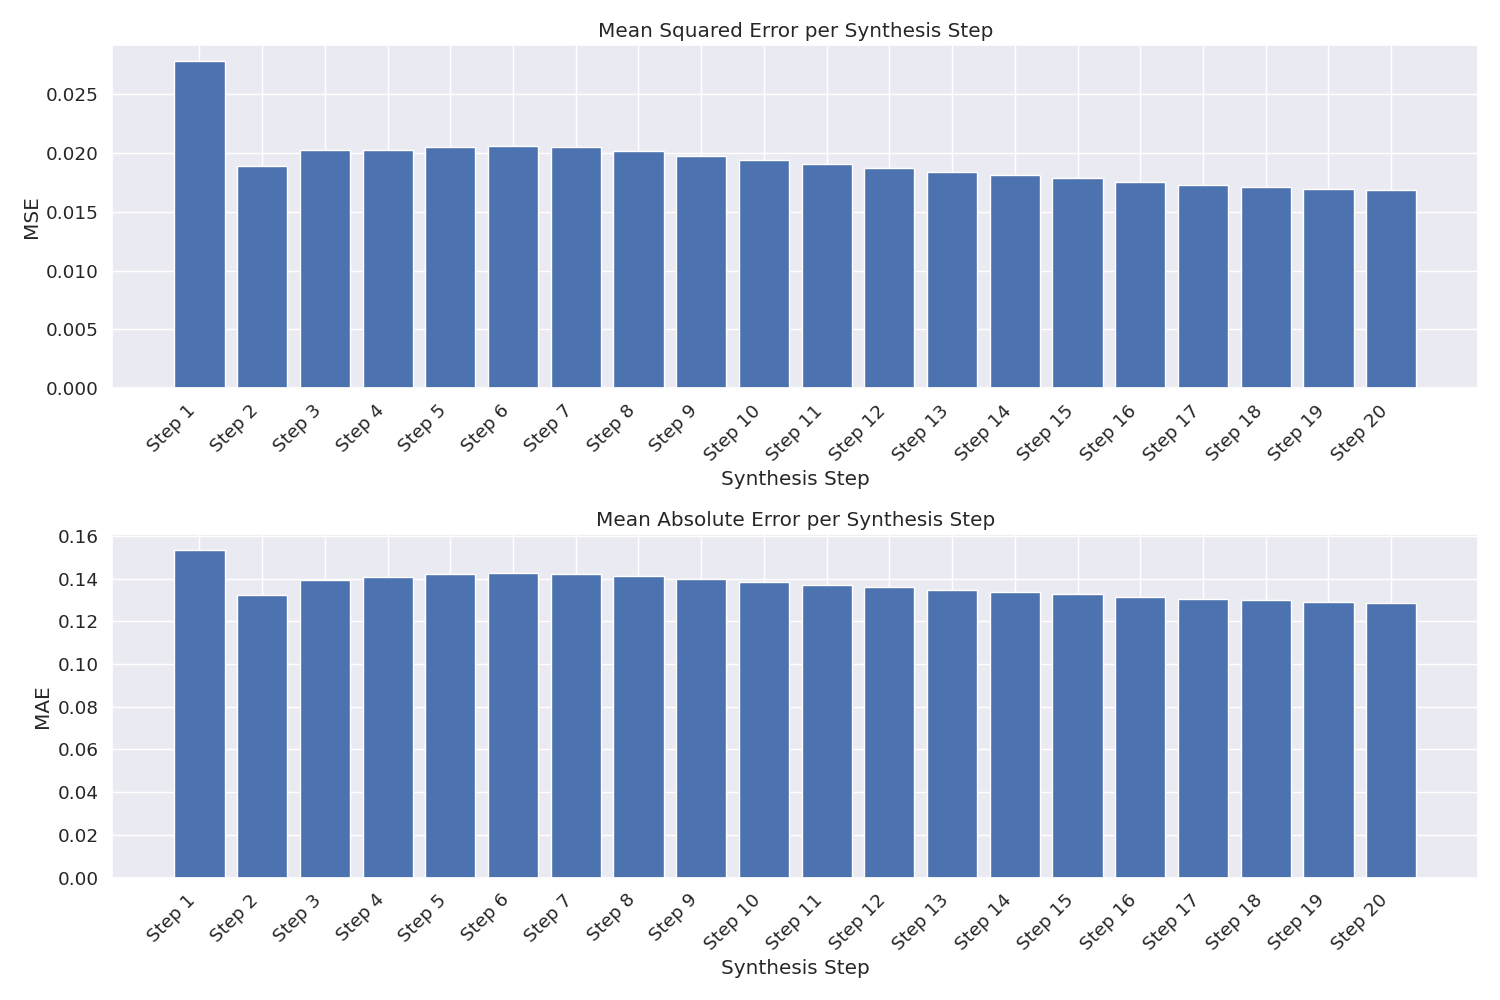 Mean Squared Error per Synthesis Step
MSE
0.025
0.020
0.015
0.010
0.005
0.000
Step 1
Step 2
Step 3
Step 4
Step 5
Step 6
Step 7
Step 8
Step 9
Step 10
Step 11
Step 12
Step 13
Step 14
Step 15
Step 16
Step 17
Step 18
Step 19
Step 20
Synthesis Step
Mean Absolute Error per Synthesis Step
MAE
0.16
0.14
0.12
0.10
0.08
0.06
0.04
0.02
0.00
Step 1
Step 2
Step 3
Step 4
Step 5
Step 6
Step 7
Step 8
Step 9
Step 10
Step 11
Step 12
Step 13
Step 14
Step 15
Step 16
Step 17
Step 18
Step 19
Step 20
Synthesis Step